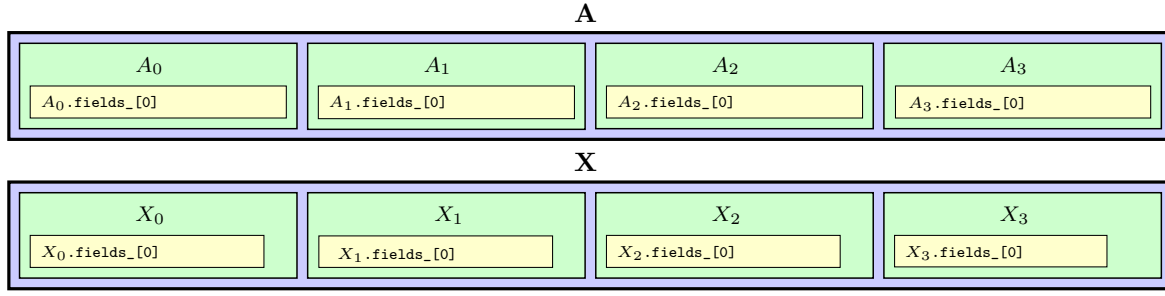 A
A₀ A₁ A₂ A₃
A₀.fields_[0] A₁.fields_[0] A₂.fields_[0] A₃.fields_[0]
X
X₀ X₁ X₂ X₃
X₀.fields_[0] X₁.fields_[0] X₂.fields_[0] X₃.fields_[0]